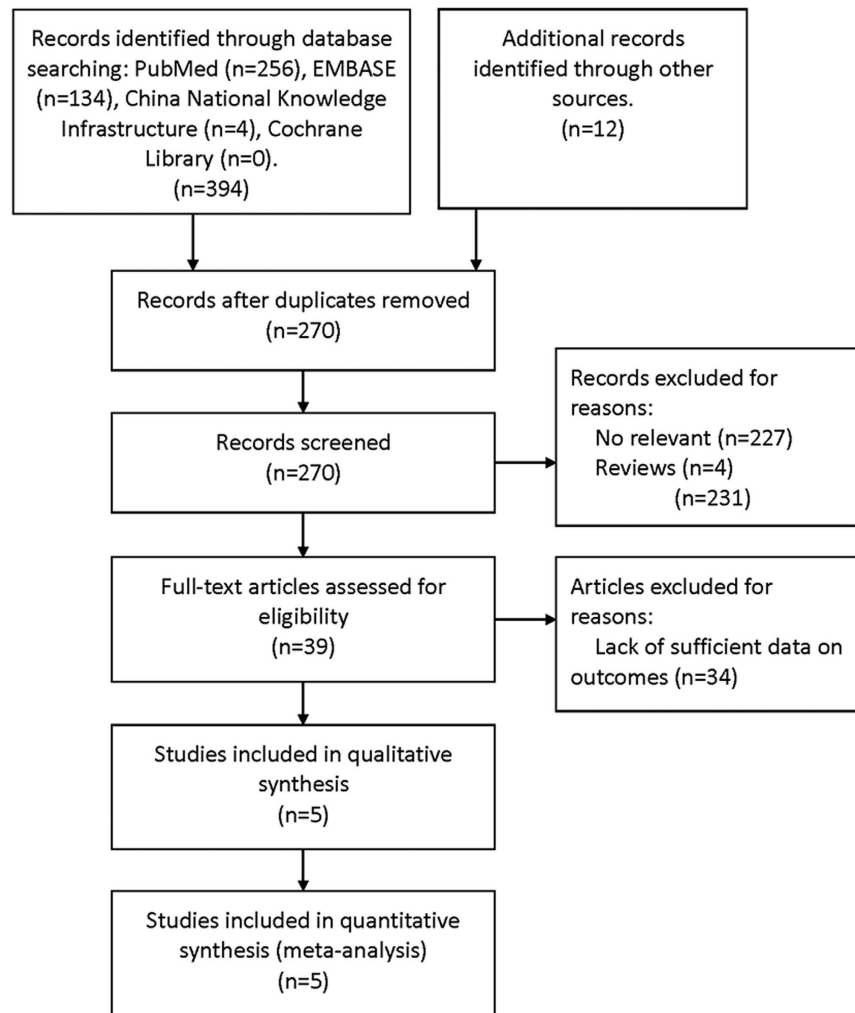 Records identified through database
searching: PubMed (n=256), EMBASE
(n=134), China National Knowledge
Infrastructure (n=4), Cochrane
Library (n=0).
(n=394)
Additional records
identified through other
sources.
(n=12)
Records after duplicates removed
(n=270)
Records screened
(n=270)
Records excluded for
reasons:
No relevant (n=227)
Reviews (n=4)
(n=231)
Full-text articles assessed for
eligibility
(n=39)
Articles excluded for
reasons:
Lack of sufficient data on
outcomes (n=34)
Studies included in qualitative
synthesis
(n=5)
Studies included in quantitative
synthesis (meta-analysis)
(n=5)